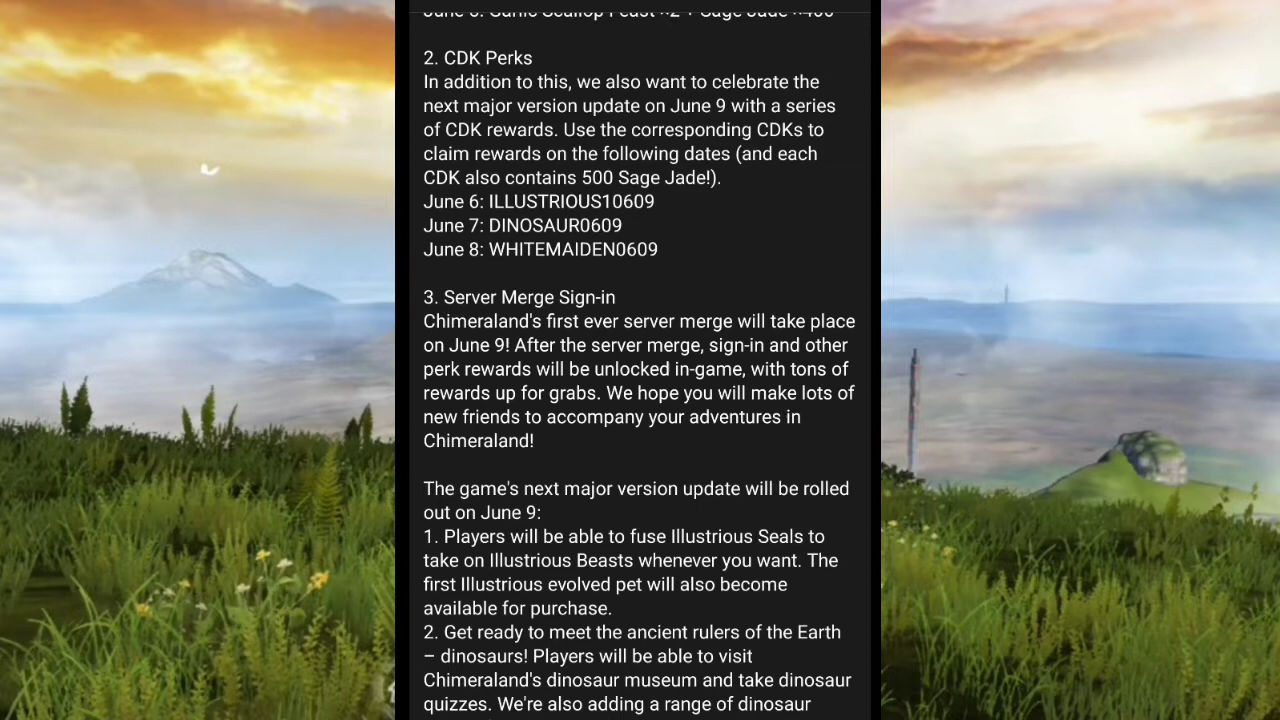 June 6: Garlic Scallop Feast ×2 + Sage Jade ×400
2. CDK Perks
In addition to this, we also want to celebrate the
next major version update on June 9 with a series
of CDK rewards. Use the corresponding CDKs to
claim rewards on the following dates (and each
CDK also contains 500 Sage Jade!).
June 6: ILLUSTRIOUS10609
June 7: DINOSAUR0609
June 8: WHITEMAIDEN0609
3. Server Merge Sign-in
Chimeraland's first ever server merge will take place
on June 9! After the server merge, sign-in and other
perk rewards will be unlocked in-game, with tons of
rewards up for grabs. We hope you will make lots of
new friends to accompany your adventures in
Chimeraland!
The game's next major version update will be rolled
out on June 9:
1. Players will be able to fuse Illustrious Seals to
take on Illustrious Beasts whenever you want. The
first Illustrious evolved pet will also become
available for purchase.
2. Get ready to meet the ancient rulers of the Earth
– dinosaurs! Players will be able to visit
Chimeraland's dinosaur museum and take dinosaur
quizzes. We're also adding a range of dinosaur